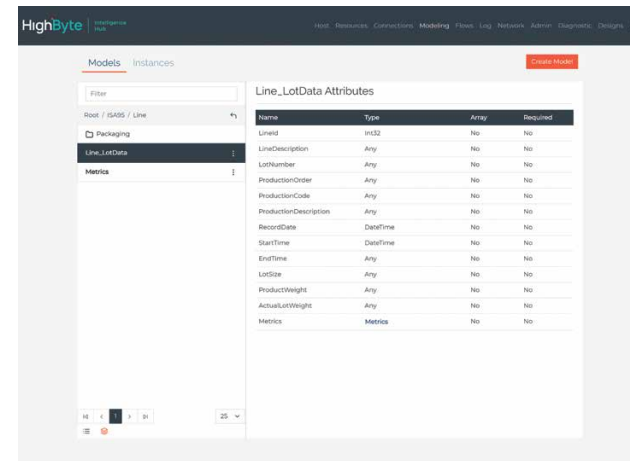 HighByte Intelligence Hub
Host Resources Connections Modeling Flows Log Network Admin Diagnostic Designs
Models Instances Create Model
Filter
Root / ISA95 / Line
Packaging
Line_LotData
Metrics
1
25
Line_LotData Attributes
Name Type Array Required
LineId Int32 No No
LineDescription Any No No
LotNumber Any No No
ProductionOrder Any No No
ProductionCode Any No No
ProductionDescription Any No No
RecordDate DateTime No No
StartTime DateTime No No
EndTime Any No No
LotSize Any No No
ProductWeight Any No No
ActualLotWeight Any No No
Metrics Metrics No No